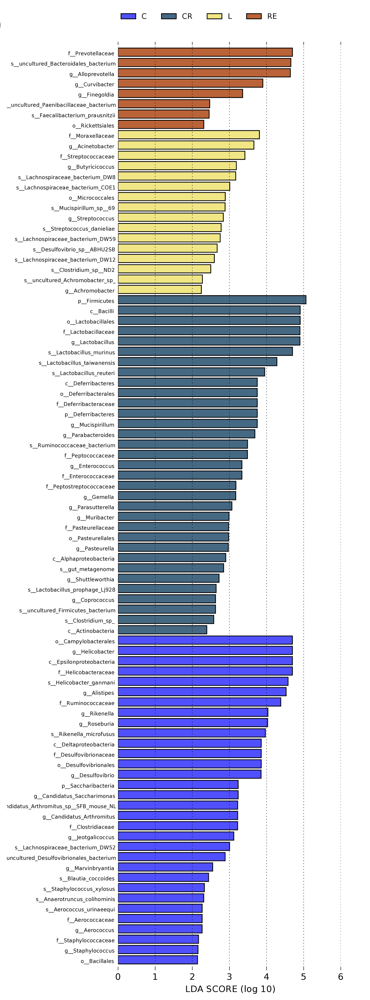 )
C CR L RE
f__Prevotellaceae
s__uncultured_Bacteroidales_bacterium
g__Alloprevotella
g__Curvibacter
g__Finegoldia
__uncultured_Paenibacillaceae_bacterium
s__Faecalibacterium_prausnitzii
o__Rickettsiales
f__Moraxellaceae
g__Acinetobacter
f__Streptococcaceae
g__Butyricicoccus
s__Lachnospiraceae_bacterium_DW8
s__Lachnospiraceae_bacterium_COE1
o__Micrococcales
s__Mucispirillum_sp__69
g__Streptococcus
s__Streptococcus_danieliae
s__Lachnospiraceae_bacterium_DW59
s__Desulfovibrio_sp__ABHU2SB
s__Lachnospiraceae_bacterium_DW12
s__Clostridium_sp__ND2
s__uncultured_Achromobacter_sp_
g__Achromobacter
p__Firmicutes
c__Bacilli
o__Lactobacillales
f__Lactobacillaceae
g__Lactobacillus
s__Lactobacillus_murinus
s__Lactobacillus_taiwanensis
s__Lactobacillus_reuteri
c__Deferribacteres
o__Deferribacterales
f__Deferribacteraceae
p__Deferribacteres
g__Mucispirillum
g__Parabacteroides
s__Ruminococcaceae_bacterium
f__Peptococcaceae
g__Enterococcus
f__Enterococcaceae
f__Peptostreptococcaceae
g__Gemella
g__Parasutterella
g__Muribacter
f__Pasteurellaceae
o__Pasteurellales
g__Pasteurella
c__Alphaproteobacteria
s__gut_metagenome
g__Shuttleworthia
s__Lactobacillus_prophage_Lj928
g__Coprococcus
s__uncultured_Firmicutes_bacterium
s__Clostridium_sp_
c__Actinobacteria
o__Campylobacterales
g__Helicobacter
c__Epsilonproteobacteria
f__Helicobacteraceae
s__Helicobacter_ganmani
g__Alistipes
f__Ruminococcaceae
g__Rikenella
g__Roseburia
s__Rikenella_microfusus
c__Deltaproteobacteria
f__Desulfovibrionaceae
o__Desulfovibrionales
g__Desulfovibrio
p__Saccharibacteria
g__Candidatus_Saccharimonas
ndidatus_Arthromitus_sp__SFB_mouse_NL
g__Candidatus_Arthromitus
f__Clostridiaceae
g__Jeotgalicoccus
s__Lachnospiraceae_bacterium_DW52
uncultured_Desulfovibrionales_bacterium
g__Marvinbryantia
s__Blautia_coccoides
s__Staphylococcus_xylosus
s__Anaerotruncus_colihominis
s__Aerococcus_urinaeequi
f__Aerococcaceae
g__Aerococcus
f__Staphylococcaceae
g__Staphylococcus
o__Bacillales
0 1 2 3 4 5 6
LDA SCORE (log 10)